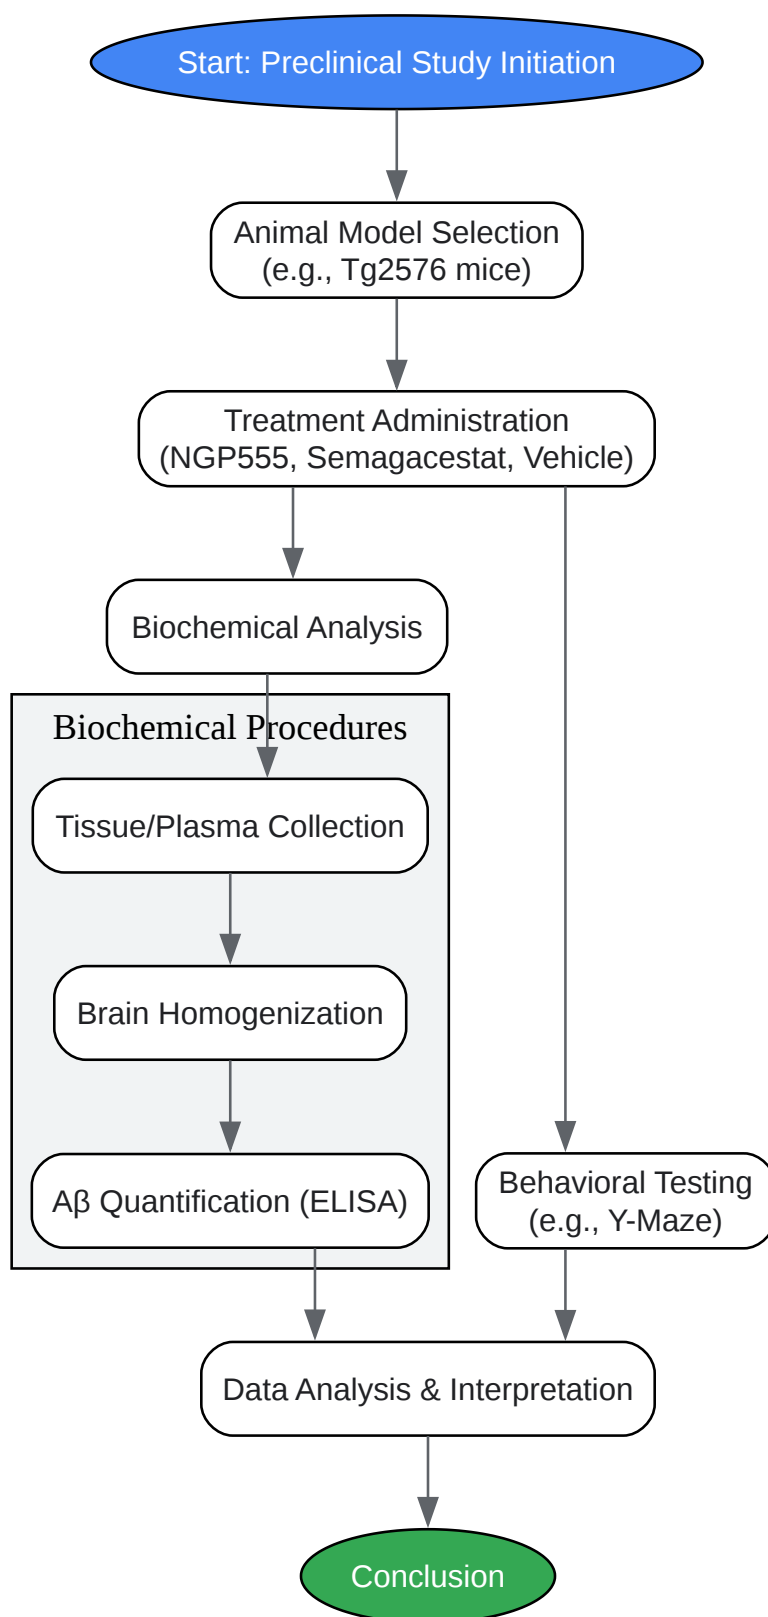 Start: Preclinical Study Initiation
Animal Model Selection
(e.g., Tg2576 mice)
Treatment Administration
(NGP555, Semagacestat, Vehicle)
Biochemical Analysis
Biochemical Procedures
Tissue/Plasma Collection
Brain Homogenization
Aβ Quantification (ELISA)
Behavioral Testing
(e.g., Y-Maze)
Data Analysis & Interpretation
Conclusion